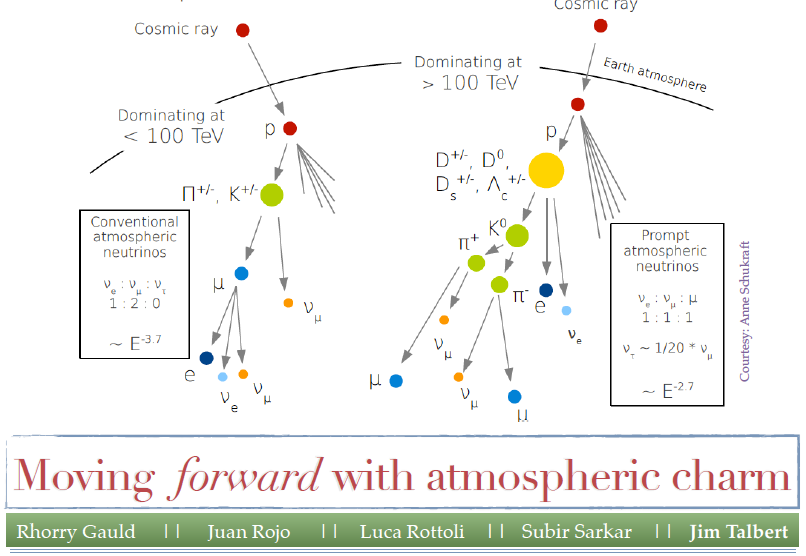 Cosmic ray
Dominating at
< 100 TeV
p
Π+/-, K+/-
Conventional
atmospheric
neutrinos
νe : νμ : ντ
1 : 2 : 0
~ E-3.7
μ
νμ
e
νe
νμ
Cosmic ray
Dominating at
> 100 TeV
Earth atmosphere
p
D+/-, D0,
Ds+/-, Λc+/-
K0
π+
π-
e
νe
νμ
μ
νμ
μ
Prompt
atmospheric
neutrinos
νe : νμ : μ
1 : 1 : 1
ντ ~ 1/20 * νμ
~ E-2.7
Courtesy: Anne Schukraft
Moving forward with atmospheric charm
Rhorry Gauld || Juan Rojo || Luca Rottoli || Subir Sarkar || Jim Talbert